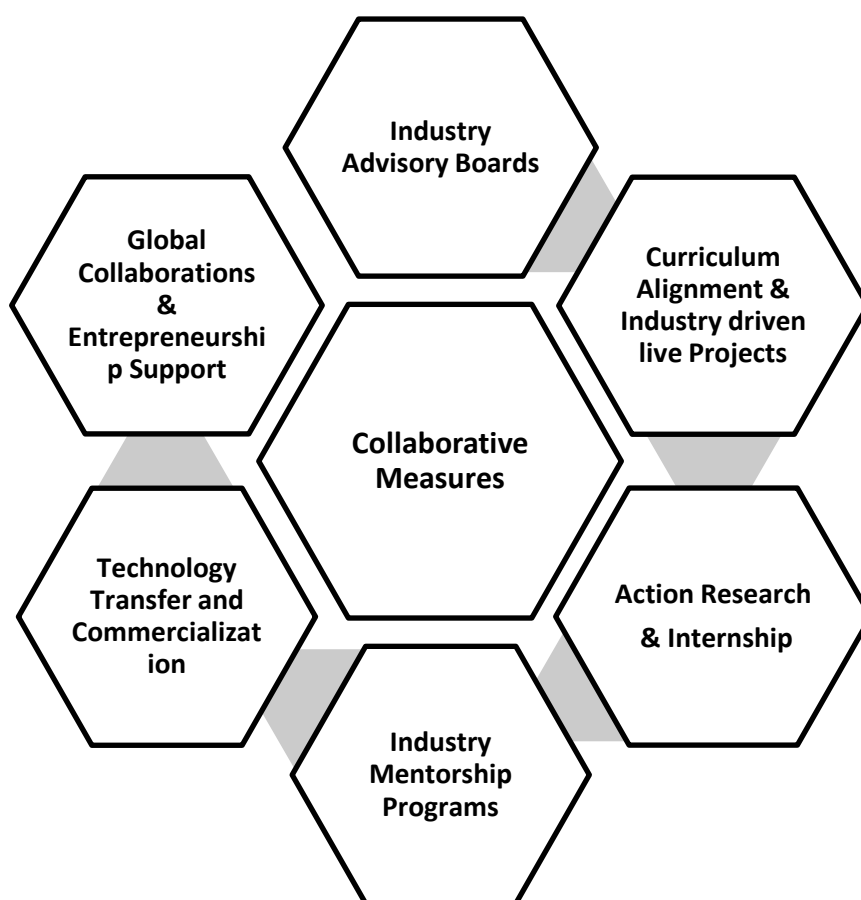 Industry
Advisory Boards
Global
Collaborations
&
Entrepreneurshi
p Support
Curriculum
Alignment &
Industry driven
live Projects
Collaborative
Measures
Technology
Transfer and
Commercializat
ion
Action Research
& Internship
Industry
Mentorship
Programs